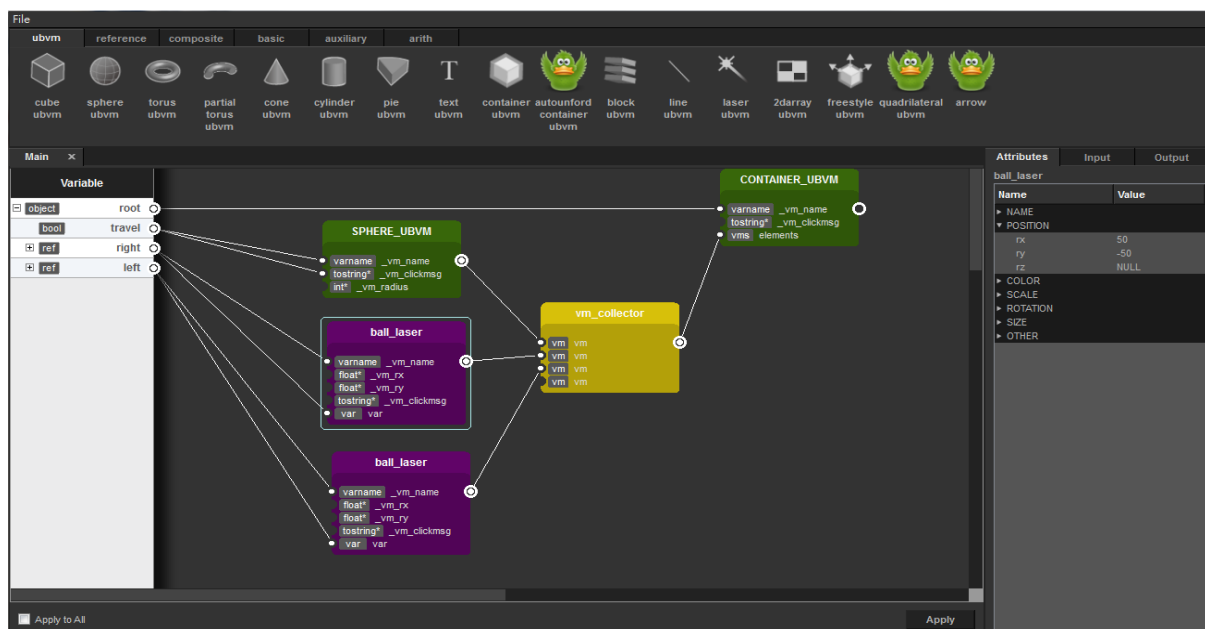 File
ubvm reference composite basic auxiliary arith
cube ubvm
sphere ubvm
torus ubvm
partial torus ubvm
cone ubvm
cylinder ubvm
pie ubvm
T
text ubvm
container ubvm
autounford container ubvm
block ubvm
line ubvm
laser ubvm
2darray ubvm
freestyle ubvm
quadrilateral ubvm
arrow
Main ×
Variable
object root
bool travel
ref right
ref left
SPHERE_UBVM
varname _vm_name
tostring* _vm_clickmsg
int* _vm_radius
ball_laser
varname _vm_name
float* _vm_rx
float* _vm_ry
tostring* _vm_clickmsg
var var
ball_laser
varname _vm_name
float* _vm_rx
float* _vm_ry
tostring* _vm_clickmsg
var var
vm_collector
vm vm
vm vm
vm vm
vm vm
CONTAINER_UBVM
varname _vm_name
tostring* _vm_clickmsg
vms elements
Attributes Input Output
ball_laser
Name Value
NAME
POSITION
rx 50
ry -50
rz NULL
COLOR
SCALE
ROTATION
SIZE
OTHER
Apply to All
Apply